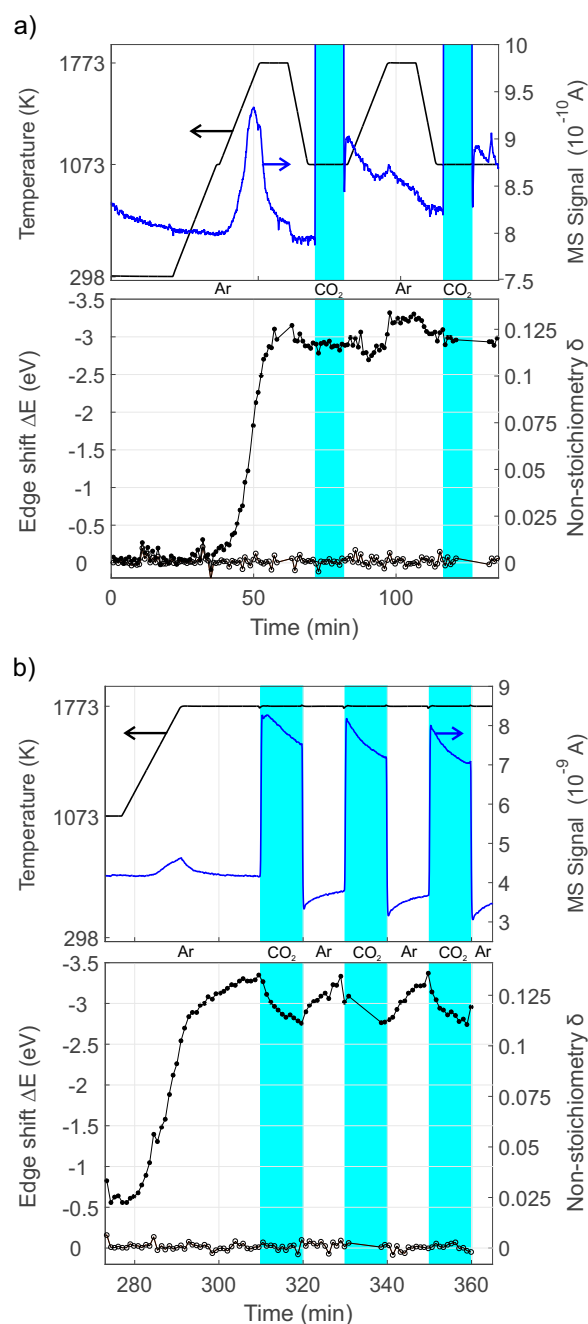 a)
Temperature (K)
1773
1073
298
10
9.5
9
8.5
8
7.5
MS Signal (10⁻¹⁰A)
Ar
CO₂
Ar
CO₂
Edge shift ΔE (eV)
-3.5
-3
-2.5
-2
-1.5
-1
-0.5
0
0.125
0.1
0.075
0.05
0.025
0
Non-stoichiometry δ
0
50
100
Time (min)
b)
Temperature (K)
1773
1073
298
9
8
7
6
5
4
3
MS Signal (10⁻⁹ A)
Ar
CO₂
Ar
CO₂
Ar
CO₂
Ar
Edge shift ΔE (eV)
-3.5
-3
-2.5
-2
-1.5
-1
-0.5
0
0.125
0.1
0.075
0.05
0.025
0
Non-stoichiometry δ
280
300
320
340
360
Time (min)